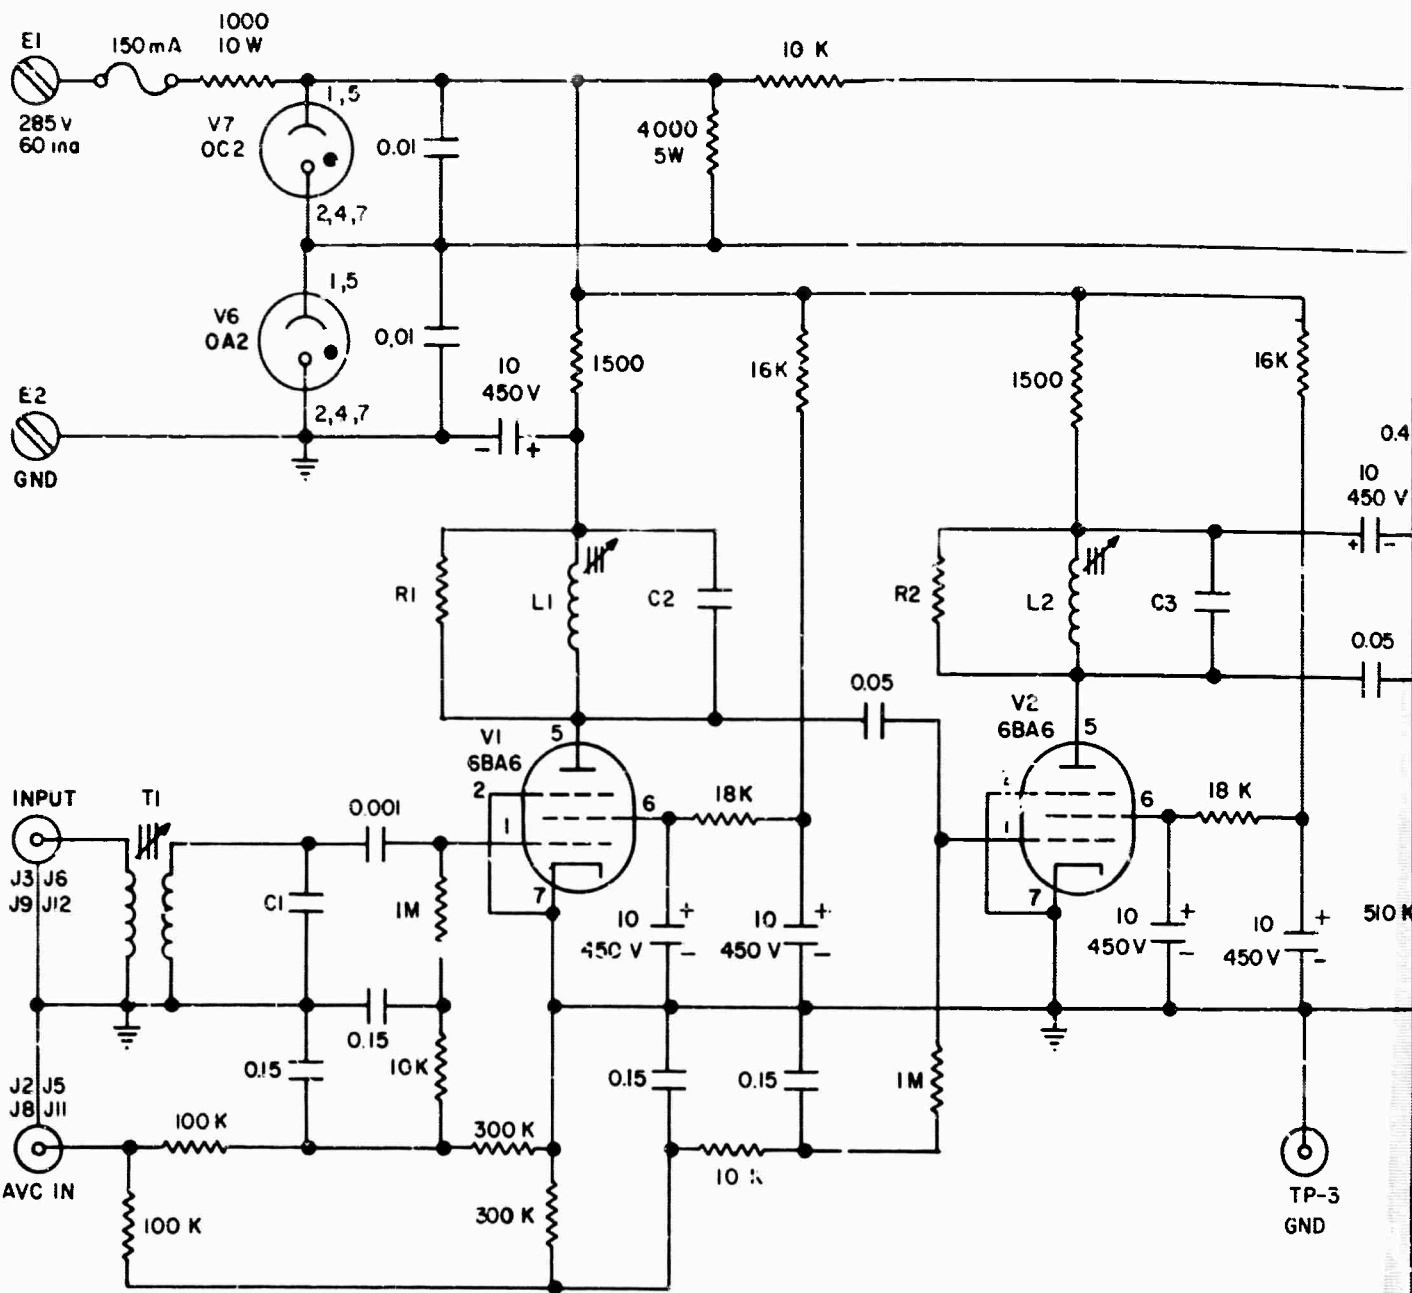 E1
150mA
1000
10W
10 K
285V
60 ma
V7
OC2
1,5
2,4,7
0.01
4000
5W
V6
OA2
1,5
2,4,7
0.01
10
450V
- +
1500
16K
1500
16K
E2
GND
0.4
10
450 V
+ -
R1
L1
C2
R2
L2
C3
0.05
0.05
V1
6BA6
5
2
1
6
7
18K
V2
6BA6
5
1
6
7
18 K
INPUT
T1
0.001
J3 J6
J9 J12
C1
1M
10
450 V
+
-
10
450V
+
-
10
450V
+
-
10
450V
+
-
510 K
0.15
0.15
10K
0.15
0.15
1M
J2 J5
J8 J11
100 K
300 K
10 K
AVC IN
100 K
300 K
TP-3
GND